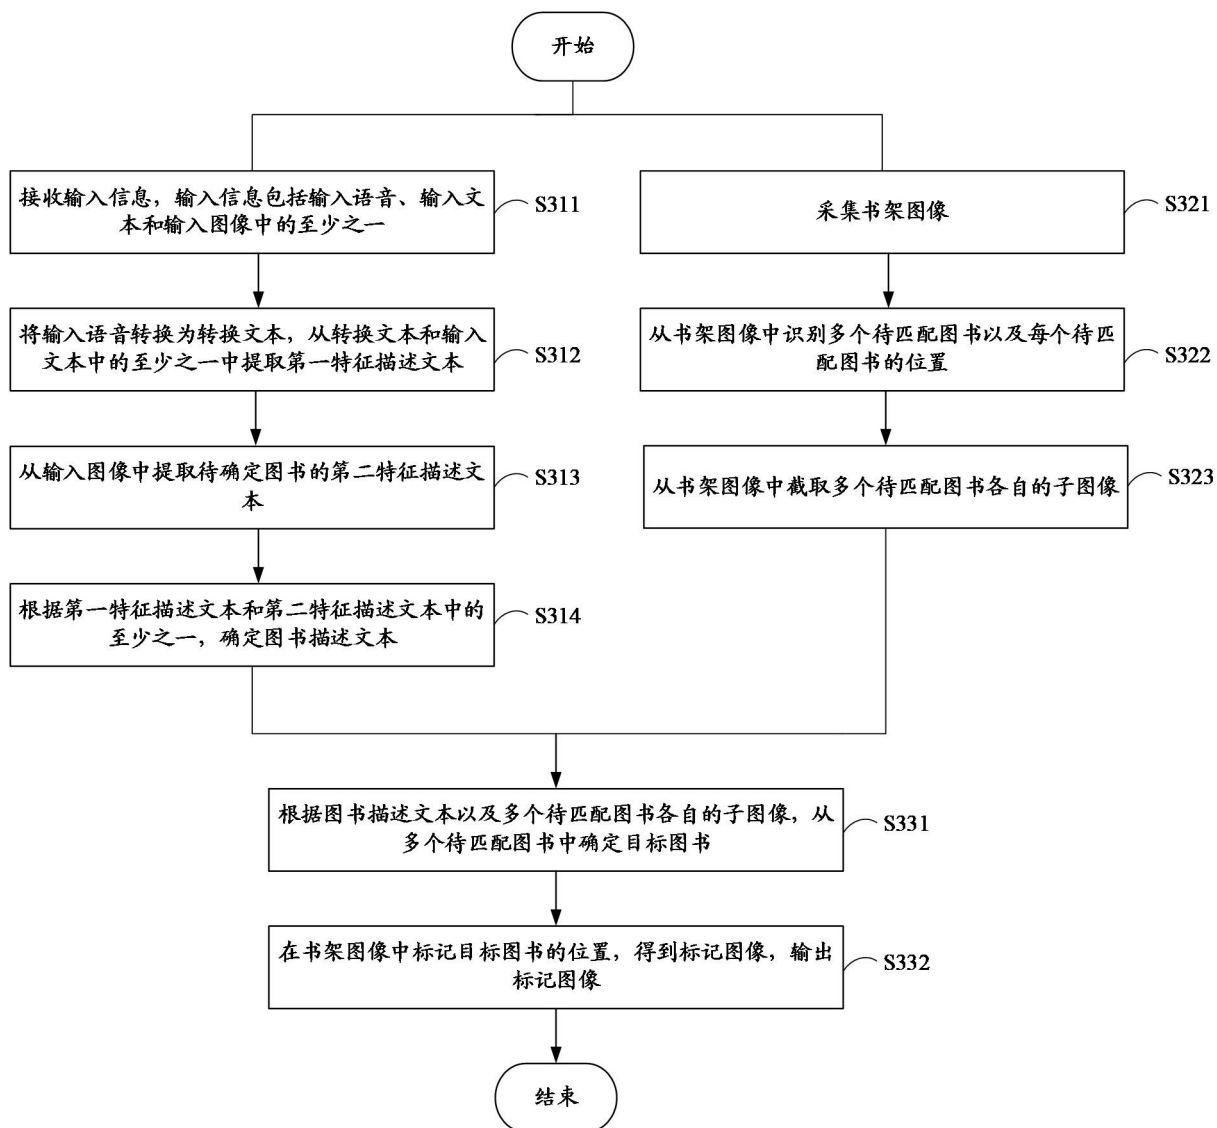 开始
接收输入信息，输入信息包括输入语音、输入文
本和输入图像中的至少之一
S311
将输入语音转换为转换文本，从转换文本和输入
文本中的至少之一中提取第一特征描述文本
S312
从输入图像中提取待确定图书的第二特征描述文
本
S313
根据第一特征描述文本和第二特征描述文本中的
至少之一，确定图书描述文本
S314
采集书架图像
S321
从书架图像中识别多个待匹配图书以及每个待匹
配图书的位置
S322
从书架图像中截取多个待匹配图书各自的子图像
S323
根据图书描述文本以及多个待匹配图书各自的子图像，从
多个待匹配图书中确定目标图书
S331
在书架图像中标记目标图书的位置，得到标记图像，输出
标记图像
S332
结束